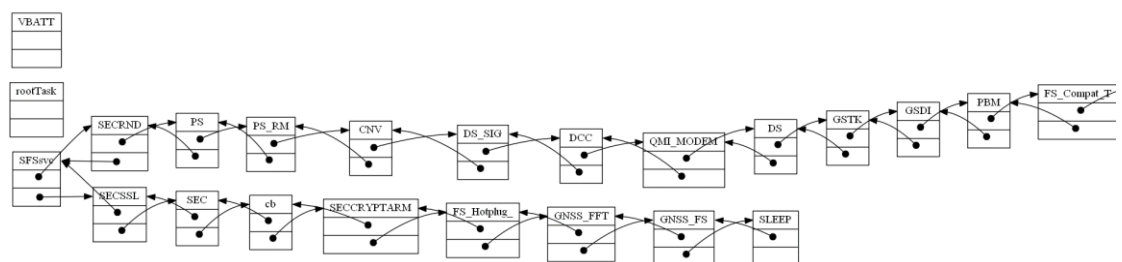 VBATT
rootTask
SFSsvc
SECRND
PS
PS_RM
CNV
DS_SIG
DCC
QMI_MODEM
DS
GSTK
GSDI
PBM
FS_Compat_T
SECSSL
SEC
cb
SECCRYPTARM
FS_Hotplug_
GNSS_FFT
GNSS_FS
SLEEP